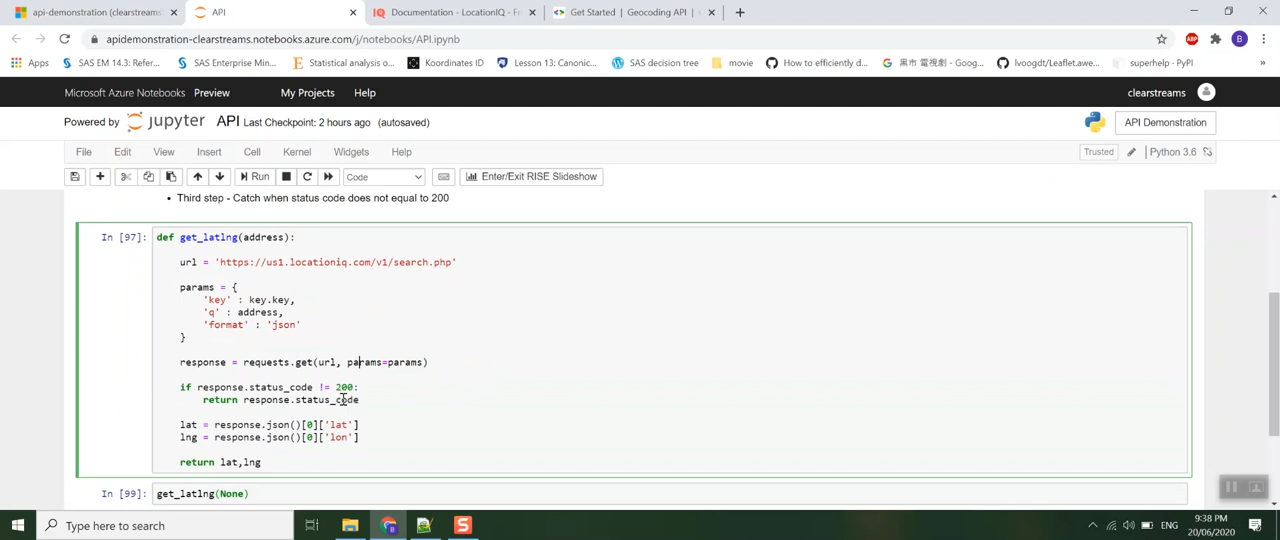 api-demonstration (clearstreams)
API
Documentation - LocationIQ - Fr
Get Started | Geocoding API |
apidemonstration-clearstreams.notebooks.azure.com/j/notebooks/API.ipynb
Apps
SAS EM 14.3: Refer...
SAS Enterprise Min...
Statistical analysis o...
Koordinates ID
Lesson 13: Canonic...
SAS decision tree
movie
How to efficiently d...
黑市 電視劇 - Goog...
lvoogdt/Leaflet.awe...
superhelp - PyPI
Microsoft Azure Notebooks Preview My Projects Help clearstreams
Powered by jupyter API Last Checkpoint: 2 hours ago (autosaved) API Demonstration
File Edit View Insert Cell Kernel Widgets Help Trusted Python 3.6
Run Code Enter/Exit RISE Slideshow
• Third step - Catch when status code does not equal to 200
In [97]: def get_latlng(address):
url = 'https://us1.locationiq.com/v1/search.php'
params = {
'key' : key.key,
'q' : address,
'format' : 'json'
}
response = requests.get(url, params=params)
if response.status_code != 200:
return response.status_code
lat = response.json()[0]['lat']
lng = response.json()[0]['lon']
return lat,lng
In [99]: get_latlng(None)
Type here to search
ENG
9:38 PM
20/06/2020